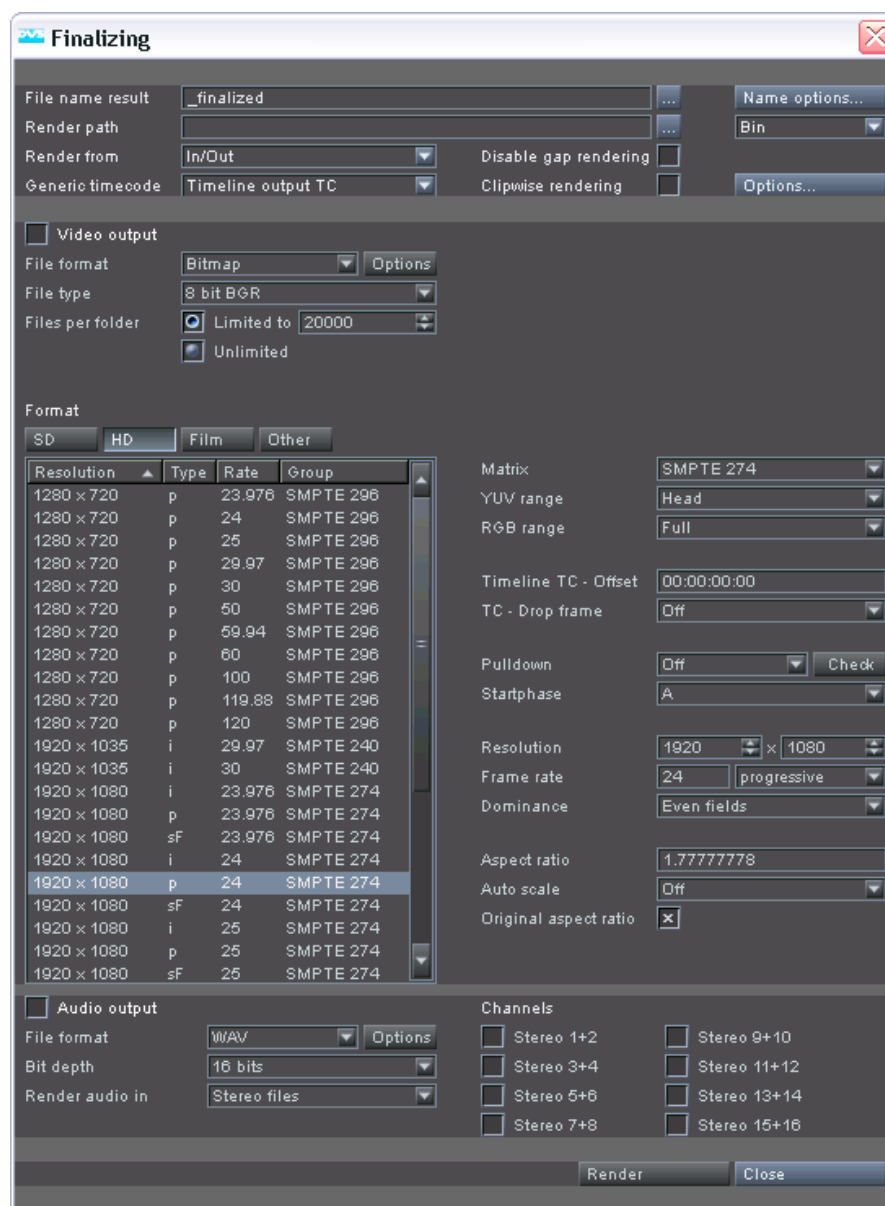 DVS Finalizing
File name result _finalized ... Name options...
Render path ... Bin
Render from In/Out Disable gap rendering
Generic timecode Timeline output TC Clipwise rendering Options...
Video output
File format Bitmap Options
File type 8 bit BGR
Files per folder Limited to 20000
Unlimited
Format
SD HD Film Other
Resolution Type Rate Group
1280 × 720 p 23.976 SMPTE 296
1280 × 720 p 24 SMPTE 296
1280 × 720 p 25 SMPTE 296
1280 × 720 p 29.97 SMPTE 296
1280 × 720 p 30 SMPTE 296
1280 × 720 p 50 SMPTE 296
1280 × 720 p 59.94 SMPTE 296
1280 × 720 p 60 SMPTE 296
1280 × 720 p 100 SMPTE 296
1280 × 720 p 119.88 SMPTE 296
1280 × 720 p 120 SMPTE 296
1920 × 1035 i 29.97 SMPTE 240
1920 × 1035 i 30 SMPTE 240
1920 × 1080 i 23.976 SMPTE 274
1920 × 1080 p 23.976 SMPTE 274
1920 × 1080 sF 23.976 SMPTE 274
1920 × 1080 i 24 SMPTE 274
1920 × 1080 p 24 SMPTE 274
1920 × 1080 sF 24 SMPTE 274
1920 × 1080 i 25 SMPTE 274
1920 × 1080 p 25 SMPTE 274
1920 × 1080 sF 25 SMPTE 274
Matrix SMPTE 274
YUV range Head
RGB range Full
Timeline TC - Offset 00:00:00:00
TC - Drop frame Off
Pulldown Off Check
Startphase A
Resolution 1920 × 1080
Frame rate 24 progressive
Dominance Even fields
Aspect ratio 1.77777778
Auto scale Off
Original aspect ratio
Audio output
File format WAV Options
Bit depth 16 bits
Render audio in Stereo files
Channels
Stereo 1+2 Stereo 9+10
Stereo 3+4 Stereo 11+12
Stereo 5+6 Stereo 13+14
Stereo 7+8 Stereo 15+16
Render Close